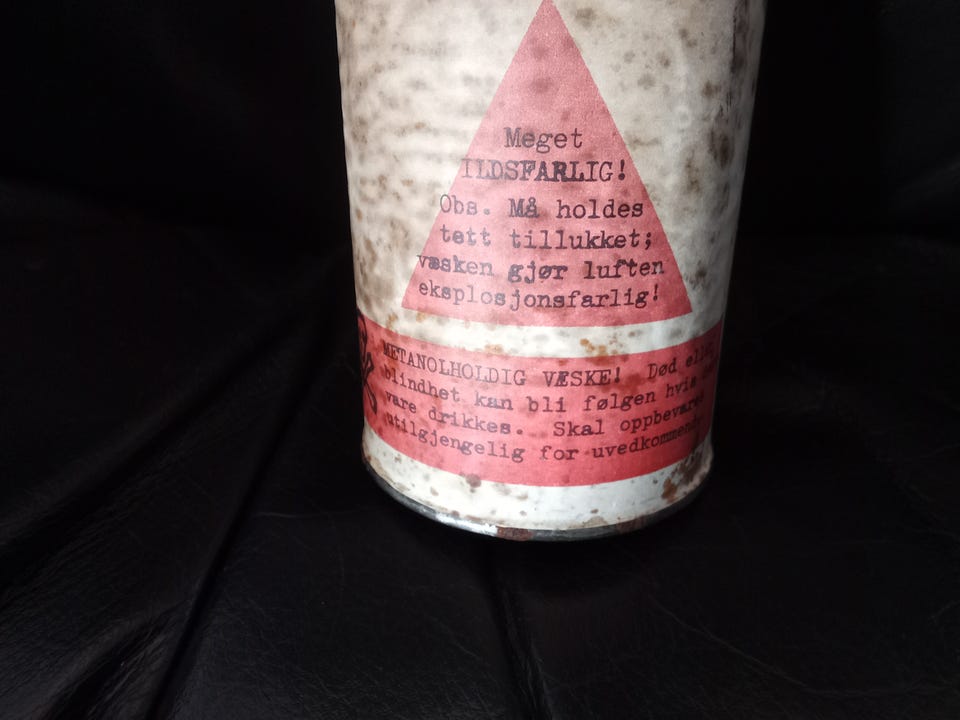 Meget
ILDSFARLIG!
Obs. Må holdes
tett tillukket;
væsken gjør luften
eksplosjonsfarlig!
METANOLHOLDIG VÆSKE! Død
blindhet kan bli følgen hvis
vare drikkes. Skal oppbevares
utilgjengelig for